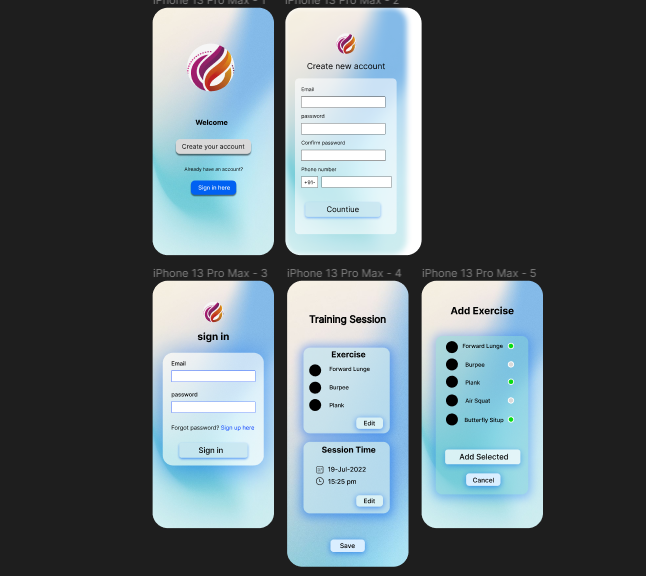 iPhone 13 Pro Max - 1
iPhone 13 Pro Max - 2
Welcome
Create your account
Already have an account?
Sign in here
Create new account
Email
password
Confirm password
Phone number
+91-
Countiue
iPhone 13 Pro Max - 3
iPhone 13 Pro Max - 4
iPhone 13 Pro Max - 5
sign in
Email
password
Forgot password? Sign up here
Sign in
Training Session
Exercise
Forward Lunge
Burpee
Plank
Edit
Session Time
19-Jul-2022
15:25 pm
Edit
Save
Add Exercise
Forward Lunge
Burpee
Plank
Air Squat
Butterfly Situp
Add Selected
Cancel